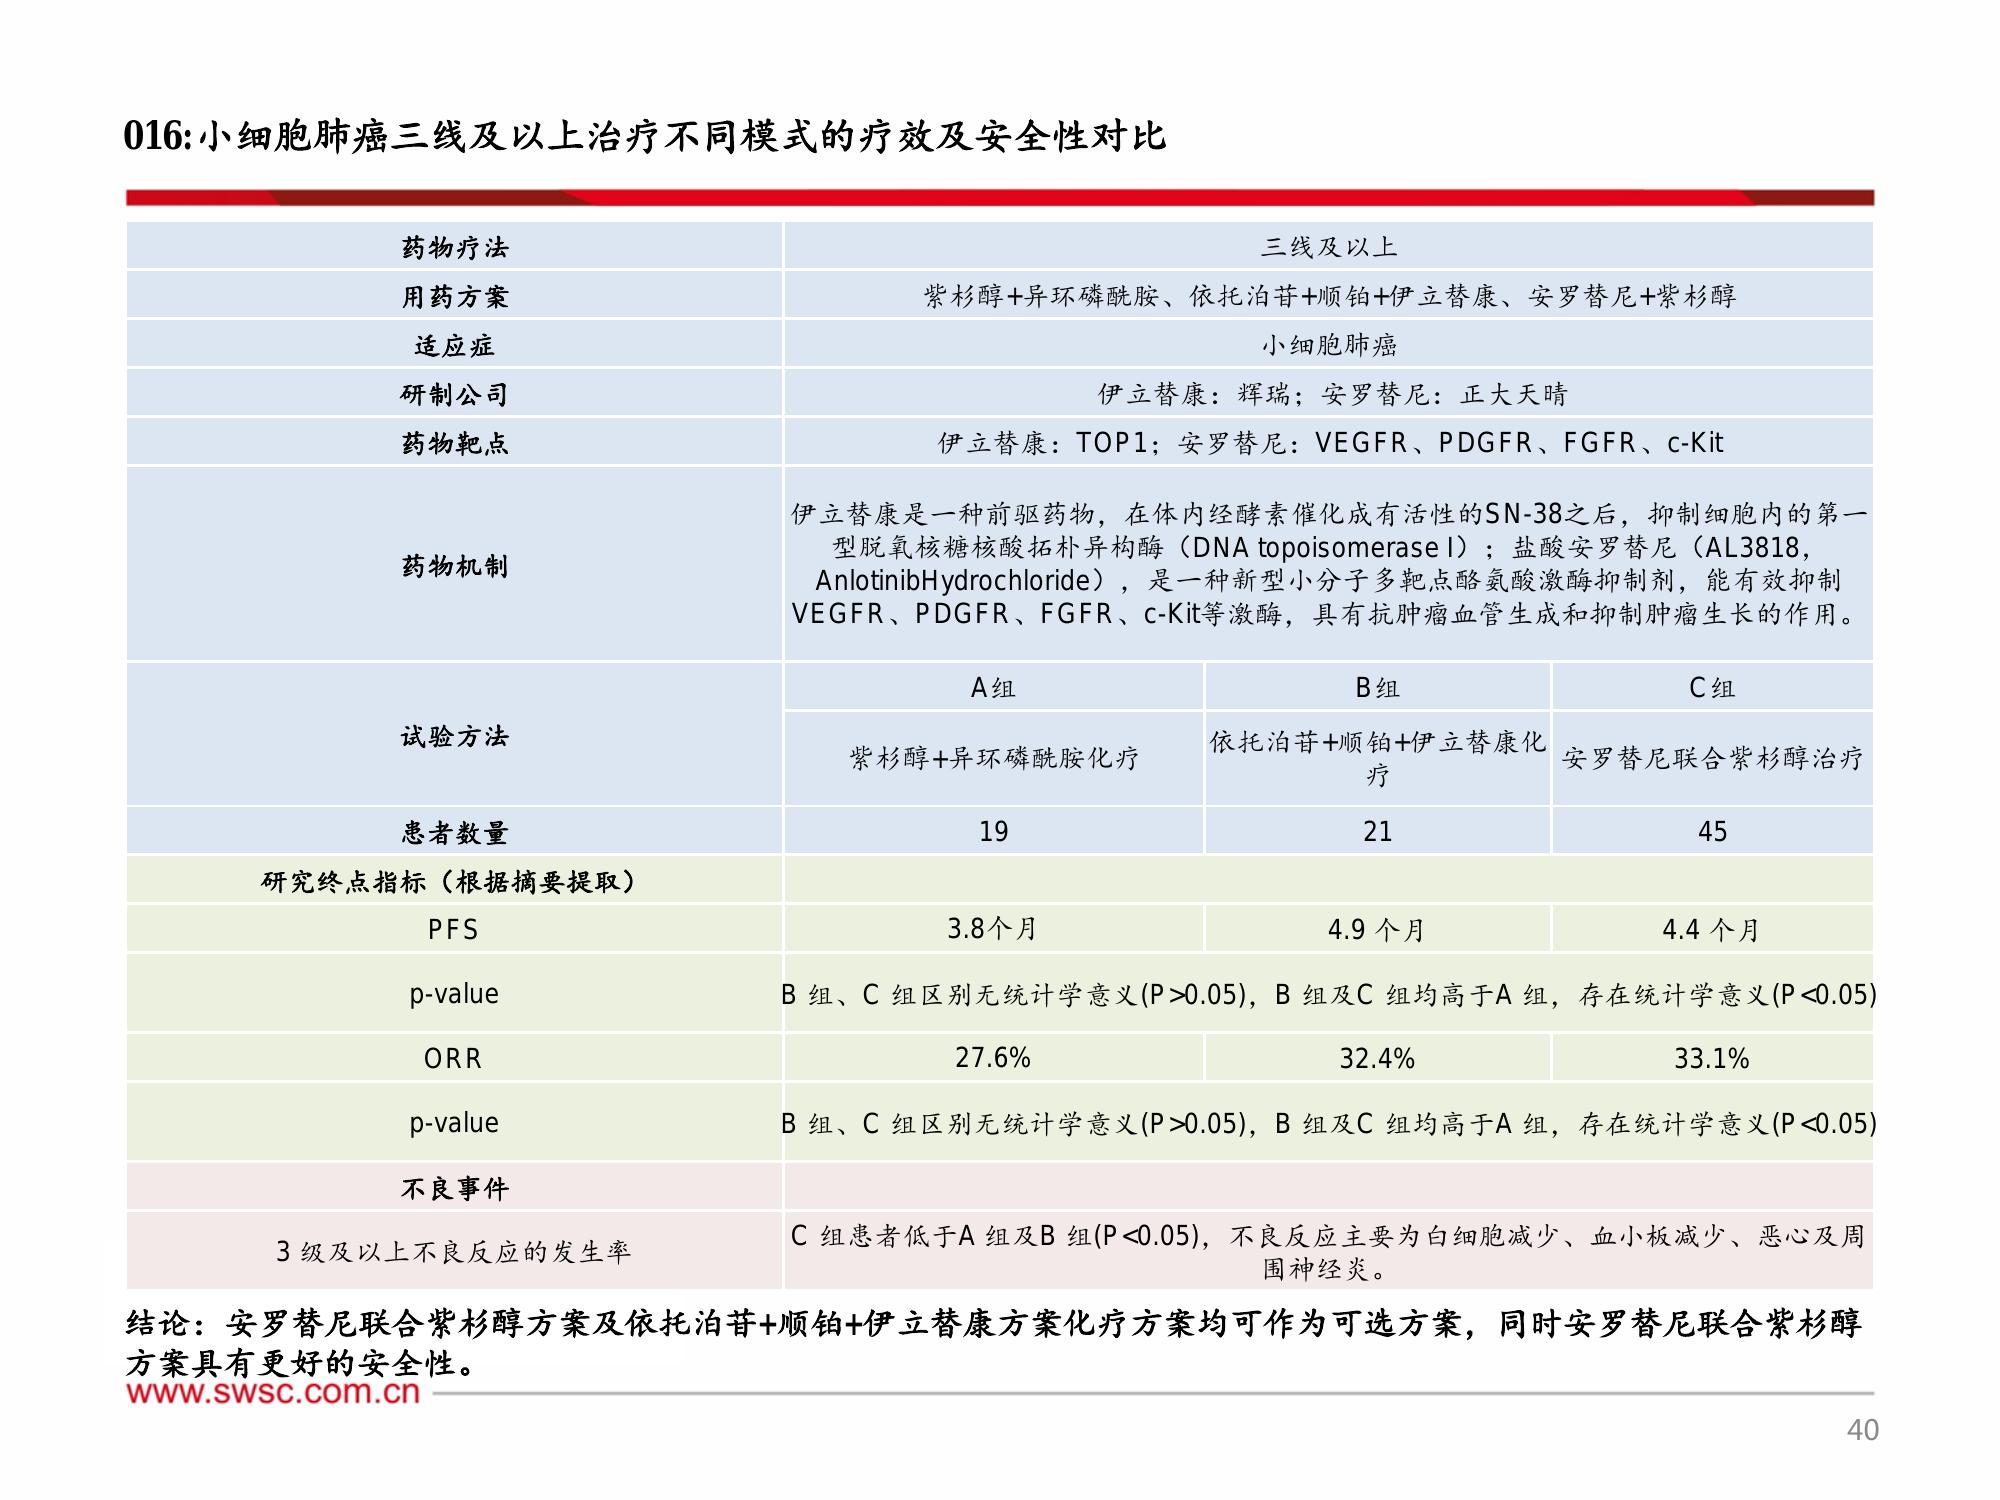 016:小细胞肺癌三线及以上治疗不同模式的疗效及安全性对比
药物疗法
三线及以上
用药方案
紫杉醇+异环磷酰胺、依托泊苷+顺铂+伊立替康、安罗替尼+紫杉醇
适应症
小细胞肺癌
研制公司
伊立替康：辉瑞；安罗替尼：正大天晴
药物靶点
伊立替康：TOP1；安罗替尼：VEGFR、PDGFR、FGFR、c-Kit
药物机制
伊立替康是一种前驱药物，在体内经酵素催化成有活性的SN-38之后，抑制细胞内的第一
型脱氧核糖核酸拓朴异构酶（DNA topoisomerase I）；盐酸安罗替尼（AL3818，
AnlotinibHydrochloride），是一种新型小分子多靶点酪氨酸激酶抑制剂，能有效抑制
VEGFR、PDGFR、FGFR、c-Kit等激酶，具有抗肿瘤血管生成和抑制肿瘤生长的作用。
试验方法
A组
B组
C组
紫杉醇+异环磷酰胺化疗
依托泊苷+顺铂+伊立替康化
疗
安罗替尼联合紫杉醇治疗
患者数量
19
21
45
研究终点指标（根据摘要提取）
PFS
3.8个月
4.9 个月
4.4 个月
p-value
B 组、C 组区别无统计学意义(P>0.05)，B 组及C 组均高于A 组，存在统计学意义(P<0.05)
ORR
27.6%
32.4%
33.1%
p-value
B 组、C 组区别无统计学意义(P>0.05)，B 组及C 组均高于A 组，存在统计学意义(P<0.05)
不良事件
3 级及以上不良反应的发生率
C 组患者低于A 组及B 组(P<0.05)，不良反应主要为白细胞减少、血小板减少、恶心及周
围神经炎。
结论：安罗替尼联合紫杉醇方案及依托泊苷+顺铂+伊立替康方案化疗方案均可作为可选方案，同时安罗替尼联合紫杉醇
方案具有更好的安全性。
www.swsc.com.cn
40